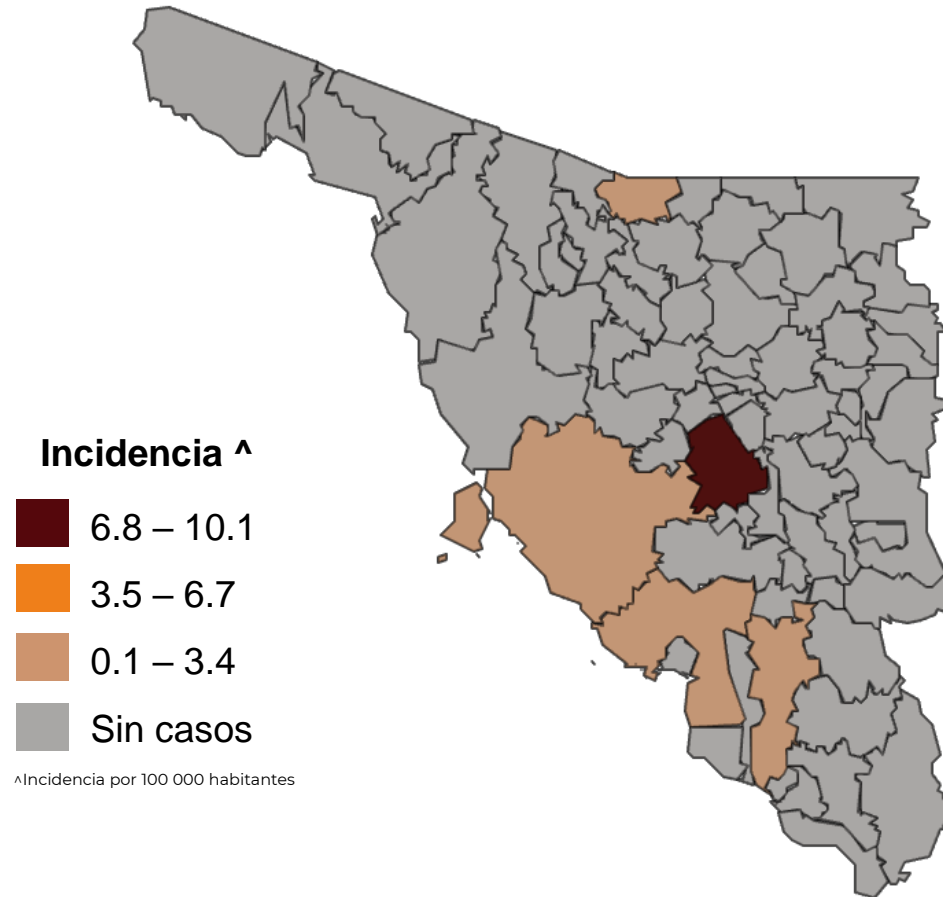 Incidencia ^
6.8 – 10.1
3.5 – 6.7
0.1 – 3.4
Sin casos
^Incidencia por 100 000 habitantes